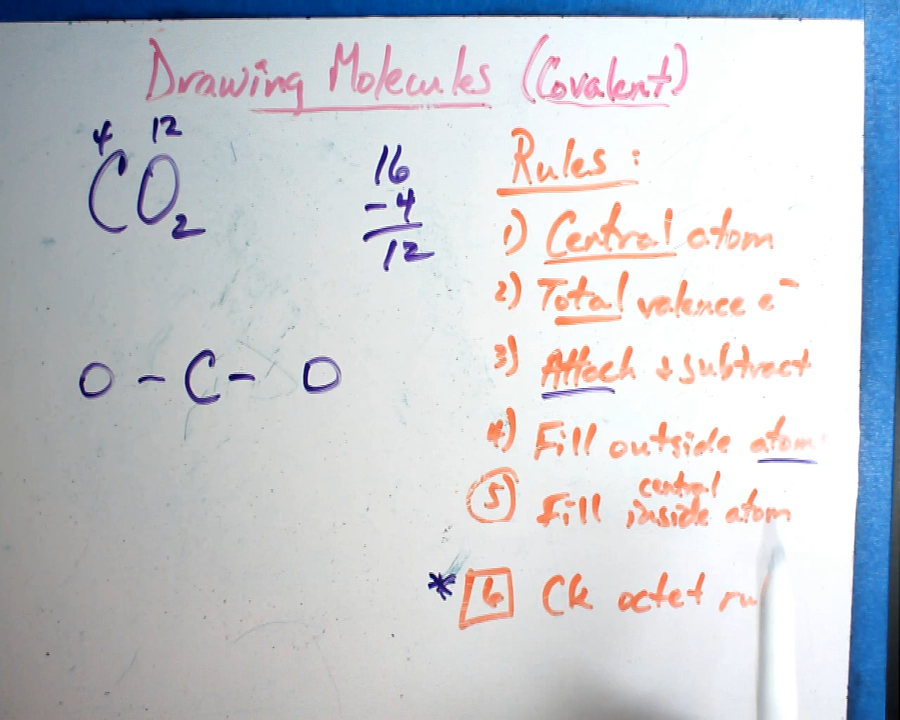 Drawing Molecules (Covalent)
4 12
CO2
16
-4
12
O - C - O
Rules:
1) Central atom
2) Total valence e-
3) Attach + subtract
4) Fill outside atom
central
5) Fill inside atom
* 6 Ck octet ru